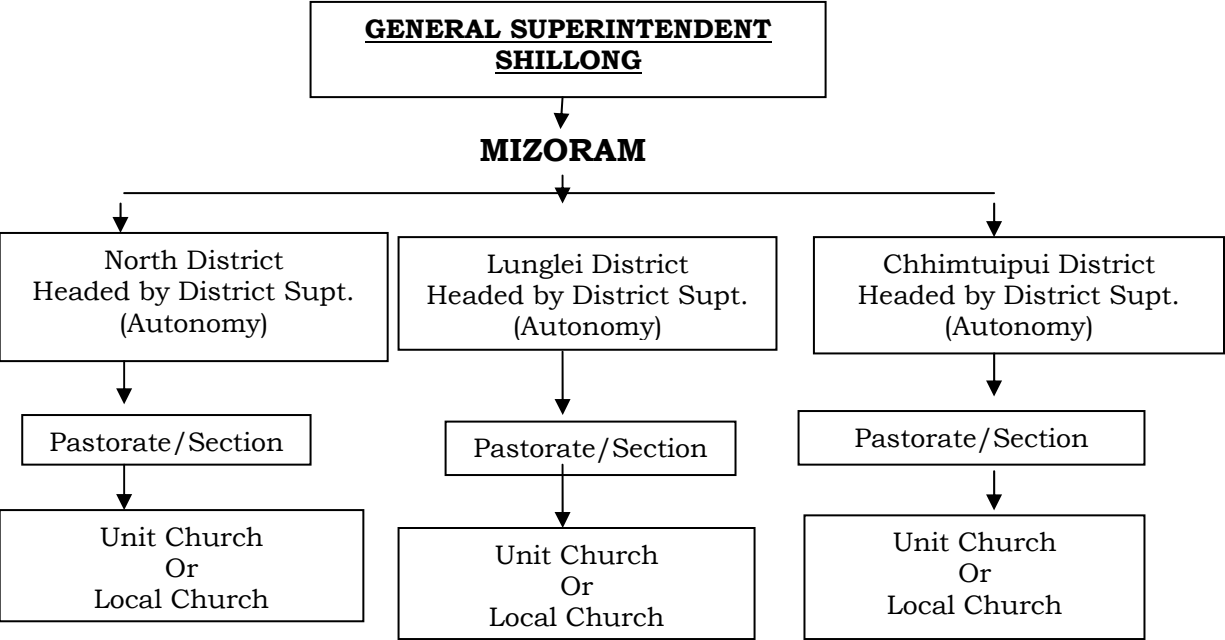 GENERAL SUPERINTENDENT
SHILLONG
MIZORAM
North District
Headed by District Supt.
(Autonomy)
Lunglei District
Headed by District Supt.
(Autonomy)
Chhimtuipui District
Headed by District Supt.
(Autonomy)
Pastorate/Section
Pastorate/Section
Pastorate/Section
Unit Church
Or
Local Church
Unit Church
Or
Local Church
Unit Church
Or
Local Church